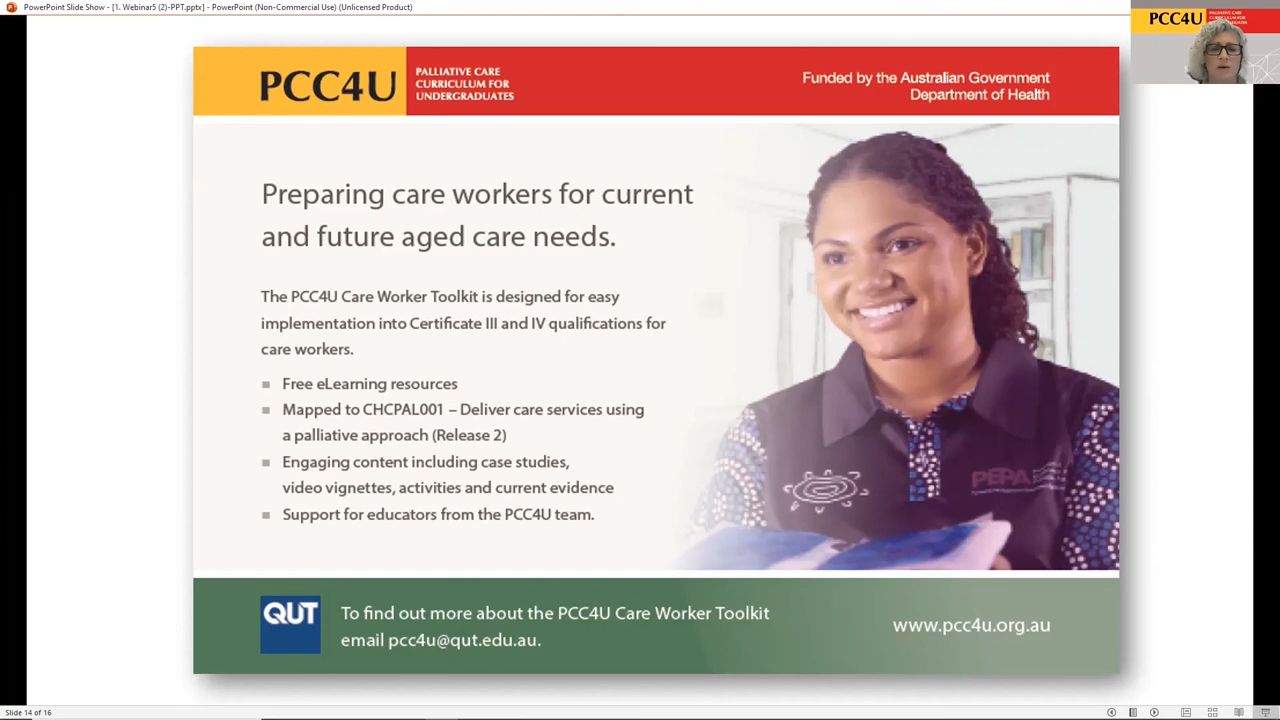 PowerPoint Slide Show - [1. Webinar5 (2)-PPT.pptx] - PowerPoint (Non-Commercial Use) (Unlicensed Product)
PCC4U
PCC4U
PALLIATIVE CARE
CURRICULUM FOR
UNDERGRADUATES
Funded by the Australian Government
Department of Health
Preparing care workers for current
and future aged care needs.
The PCC4U Care Worker Toolkit is designed for easy
implementation into Certificate III and IV qualifications for
care workers.
Free eLearning resources
Mapped to CHCPAL001 – Deliver care services using
a palliative approach (Release 2)
Engaging content including case studies,
video vignettes, activities and current evidence
Support for educators from the PCC4U team.
PEPA
QUT
To find out more about the PCC4U Care Worker Toolkit
email pcc4u@qut.edu.au.
www.pcc4u.org.au
Slide 14 of 16